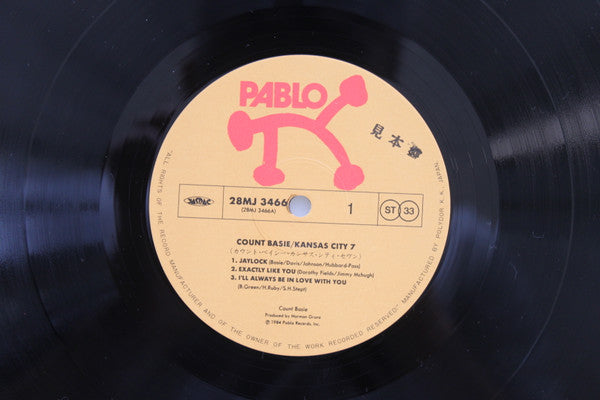 PABLO
見本盤
JASRAC
28MJ 3466
(28MJ 3466A)
1
ST 33
COUNT BASIE/KANSAS CITY 7
(カウント・ベイシー・カンザス・シティ・セヴン)
1. JAYLOCK (Basie/Davis/Johnson/Hubbard-Pass)
2. EXACTLY LIKE YOU (Dorothy Fields/Jimmy Mchugh)
3. I'LL ALWAYS BE IN LOVE WITH YOU
(B.Green/H.Ruby/S.H.Stept)
Count Basie
Produced by Norman Granz
Ⓟ 1984 Pablo Records, Inc.
"ALL RIGHTS OF THE RECORD MANUFACTURER AND OF THE OWNER OF THE WORK RECORDED RESERVED" MANUFACTURED BY POLYDOR K.K. JAPAN.